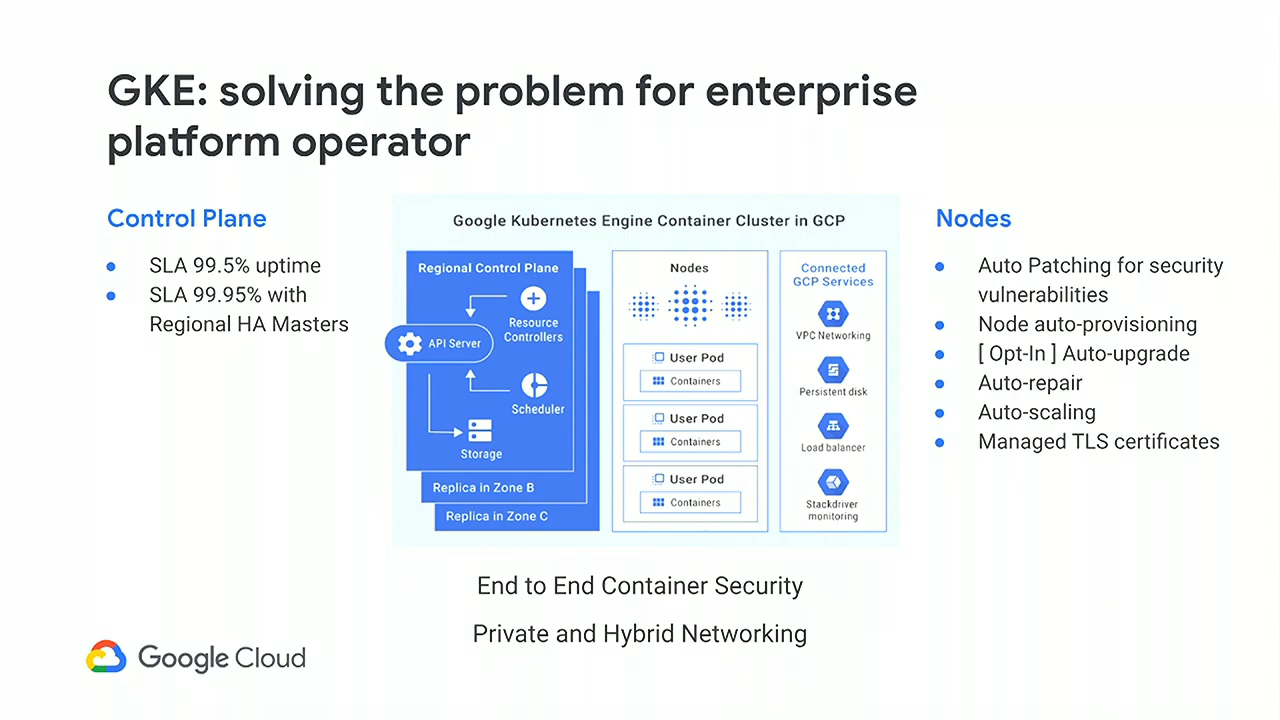 GKE: solving the problem for enterprise
platform operator
Control Plane
SLA 99.5% uptime
SLA 99.95% with
Regional HA Masters
Google Kubernetes Engine Container Cluster in GCP
Regional Control Plane
Resource
Controllers
API Server
Scheduler
Storage
Replica in Zone B
Replica in Zone C
Nodes
User Pod
Containers
User Pod
Containers
User Pod
Containers
Connected
GCP Services
VPC Networking
Persistent disk
Load balancer
Stackdriver
monitoring
Nodes
Auto Patching for security
vulnerabilities
Node auto-provisioning
[ Opt-In ] Auto-upgrade
Auto-repair
Auto-scaling
Managed TLS certificates
End to End Container Security
Private and Hybrid Networking
Google Cloud